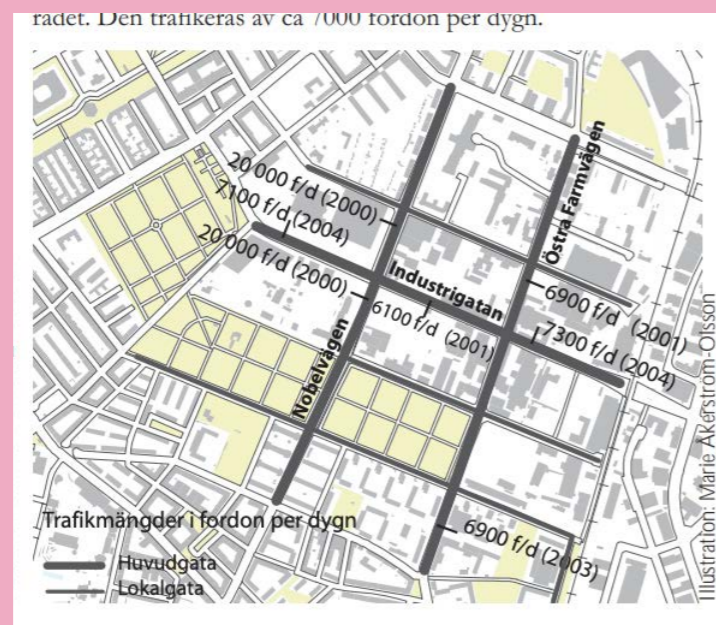 rådet. Den trafikeras av ca 7000 fordon per dygn.
20 000 f/d (2000)
7100 f/d (2004)
20 000 f/d (2000)
Industrigatan
Östra Farmvägen
6900 f/d (2001)
6100 f/d (2001)
7300 f/d (2004)
Nobelvägen
6900 f/d (2003)
Trafikmängder i fordon per dygn
Huvudgata
Lokalgata
Illustration: Marie Åkerström-Olsson